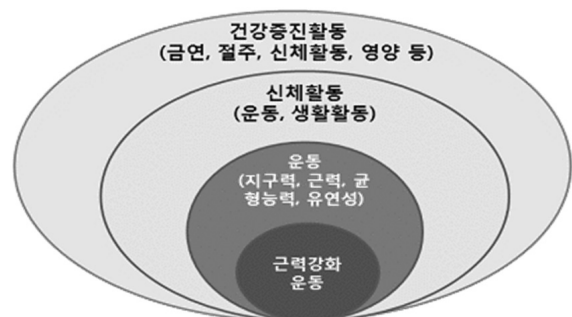 건강증진활동
(금연, 절주, 신체활동, 영양 등)
신체활동
(운동, 생활활동)
운동
(지구력, 근력, 균
형능력, 유연성)
근력강화
운동